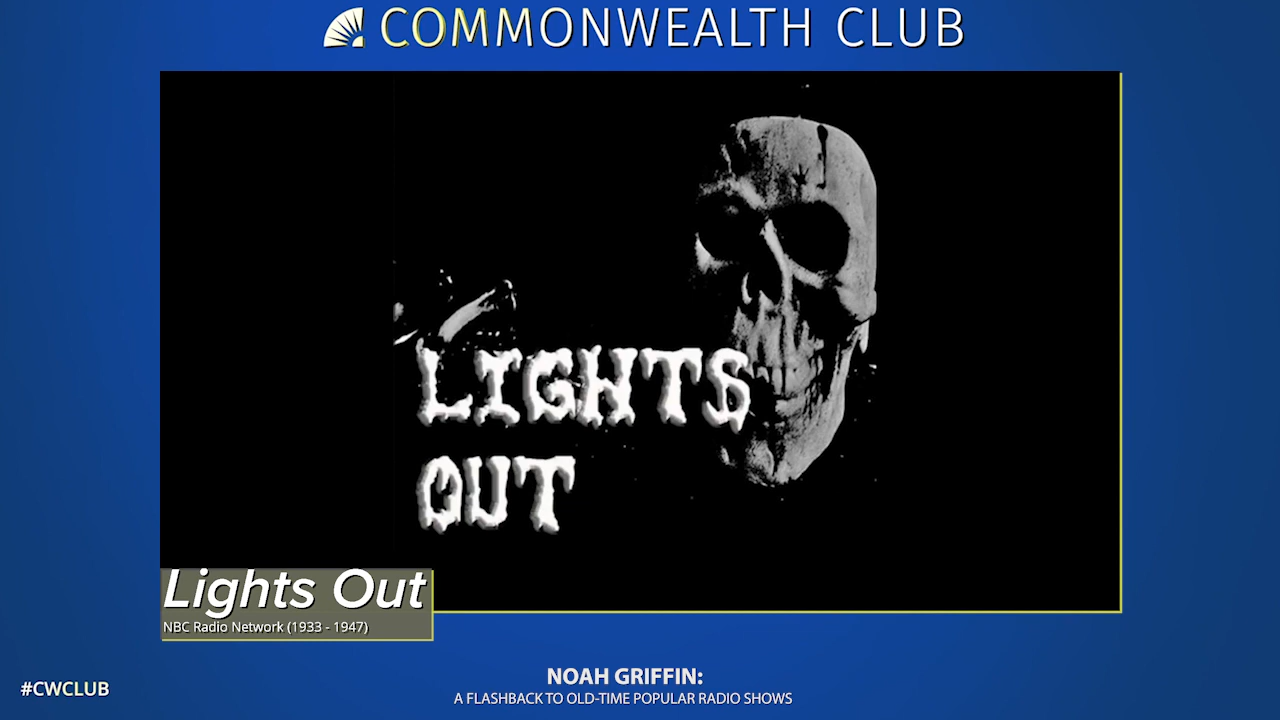 COMMONWEALTH CLUB
LIGHTS
OUT
Lights Out
NBC Radio Network (1933 - 1947)
NOAH GRIFFIN:
#CWCLUB
A FLASHBACK TO OLD-TIME POPULAR RADIO SHOWS